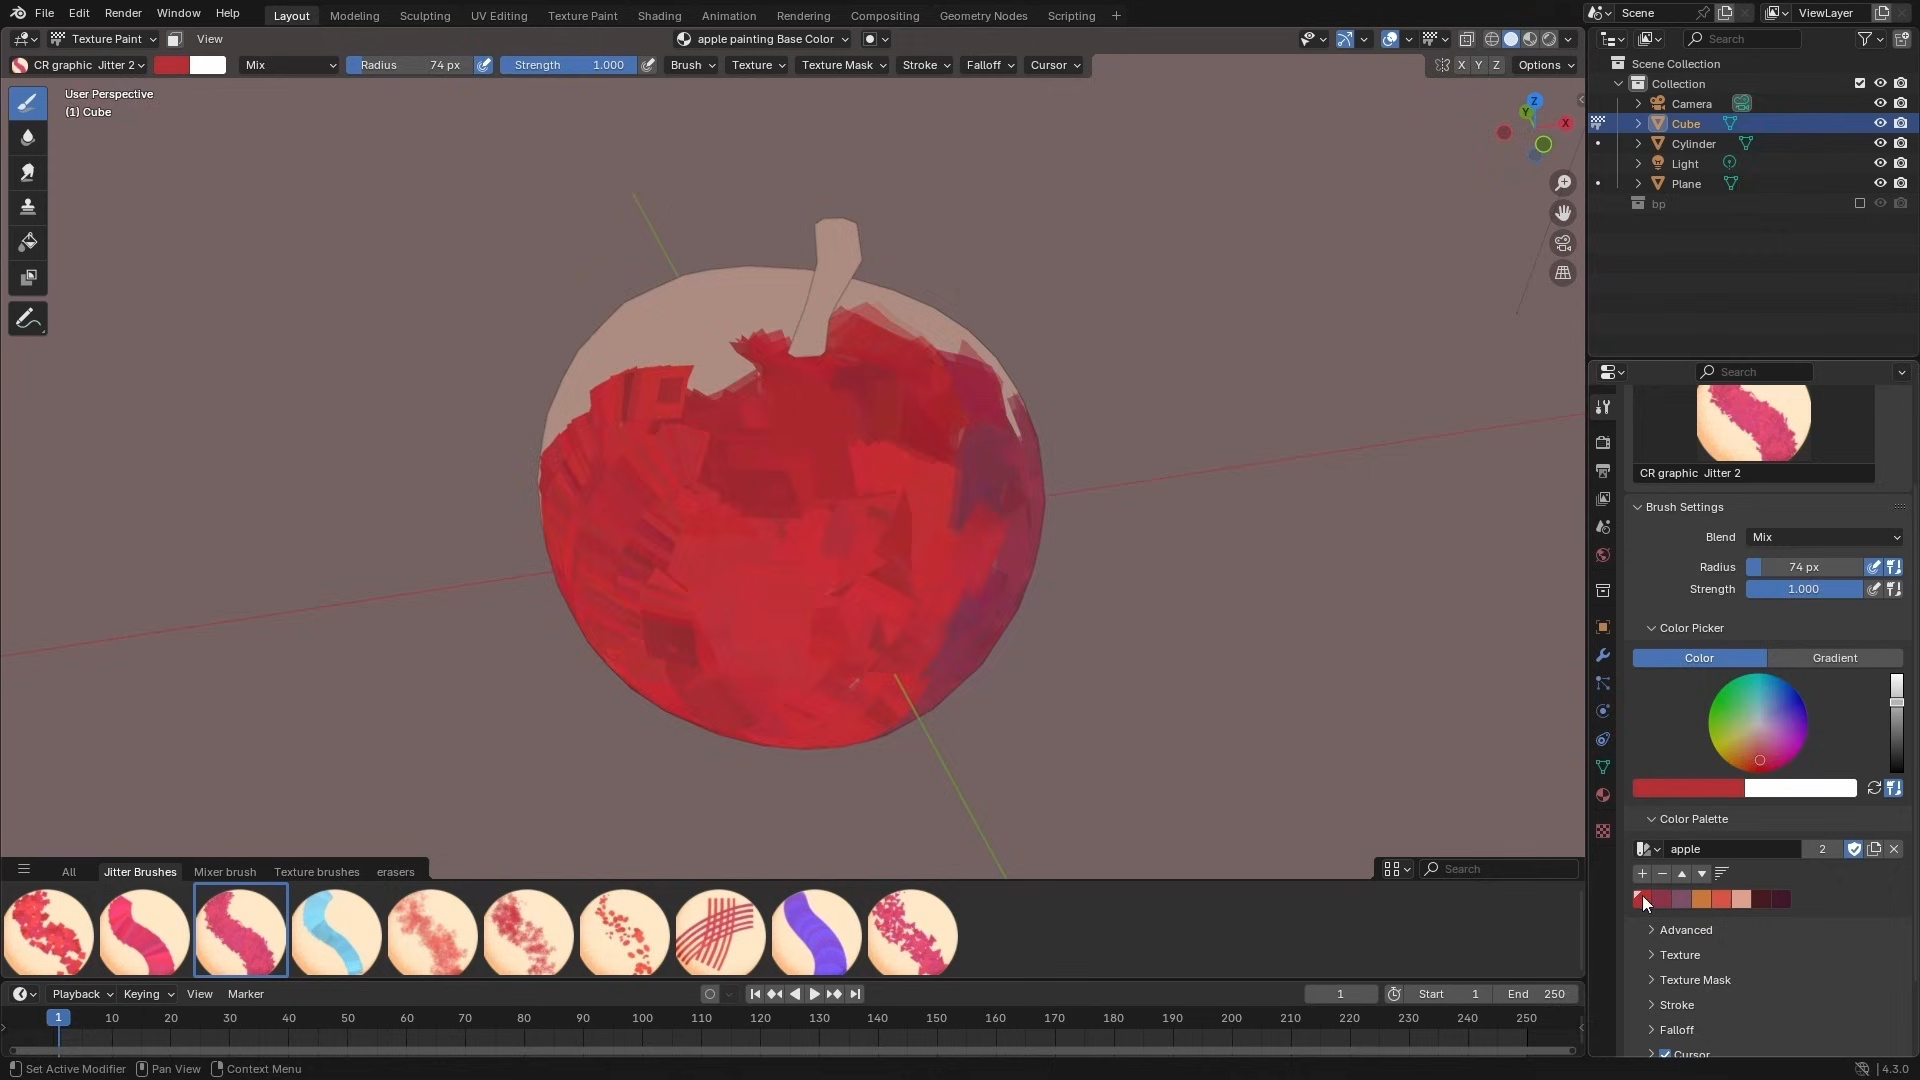 File Edit Render Window Help Layout Modeling Sculpting UV Editing Texture Paint Shading Animation Rendering Compositing Geometry Nodes Scripting + Scene ViewLayer
Texture Paint View apple painting Base Color Search
CR graphic Jitter 2 Mix Radius 74 px Strength 1.000 Brush Texture Texture Mask Stroke Falloff Cursor X Y Z Options
Scene Collection
Collection
Camera
Cube
Cylinder
Light
Plane
bp
User Perspective
(1) Cube
Z
Y
X
Search
CR graphic Jitter 2
Brush Settings
Blend Mix
Radius 74 px
Strength 1.000
Color Picker
Color Gradient
Color Palette
apple 2
Advanced
Texture
Texture Mask
Stroke
Falloff
Cursor
All Jitter Brushes Mixer brush Texture brushes erasers Search
Playback Keying View Marker 1 Start 1 End 250
1 10 20 30 40 50 60 70 80 90 100 110 120 130 140 150 160 170 180 190 200 210 220 230 240 250
Set Active Modifier Pan View Context Menu 4.3.0